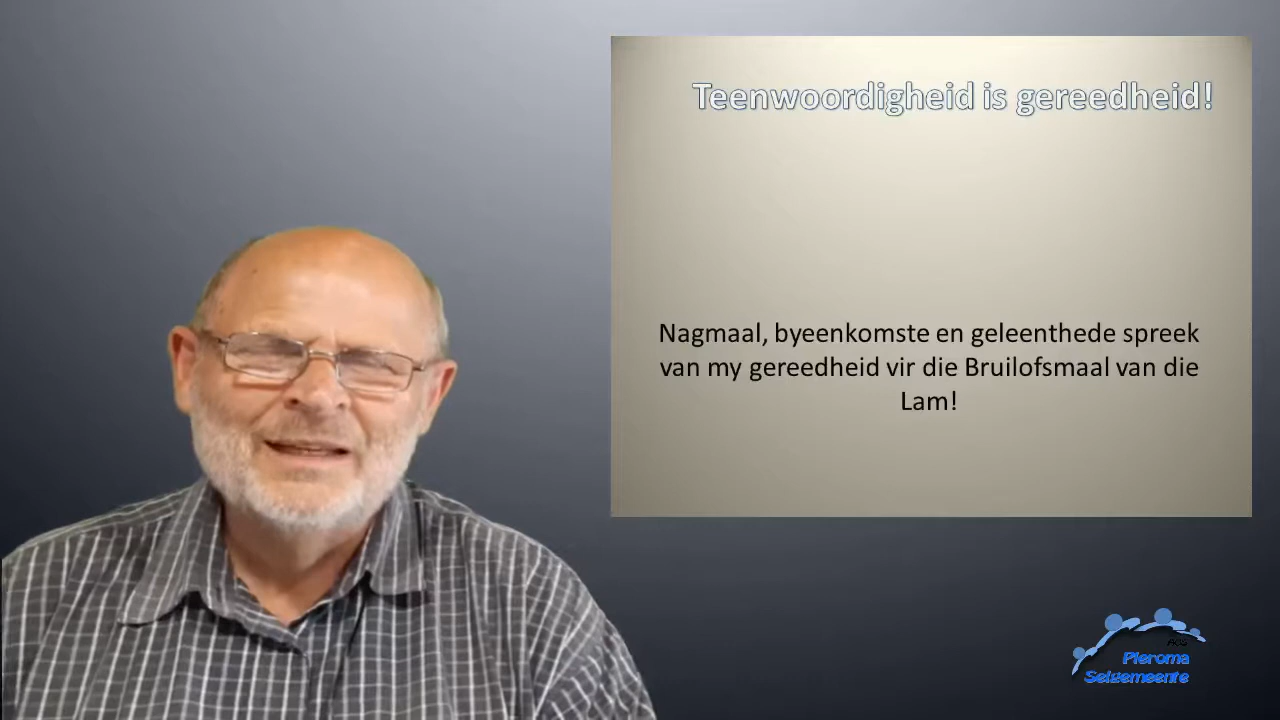 Teenwoordigheid is gereedheid!
Nagmaal, byeenkomste en geleenthede spreek
van my gereedheid vir die Bruilofsmaal van die
Lam!
Pleroma
Selgemeente